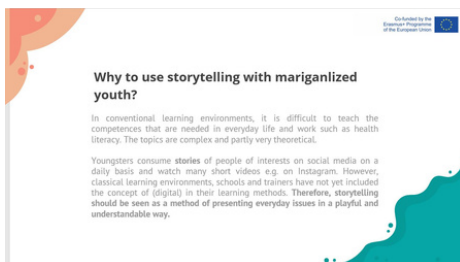 Co-funded by the
Erasmus+ Programme
of the European Union
Why to use storytelling with mariganlized
youth?
In conventional learning environments, it is difficult to teach the
competences that are needed in everyday life and work such as health
literacy. The topics are complex and partly very theoretical.
Youngsters consume stories of people of interests on social media on a
daily basis and watch many short videos e.g. on Instagram. However,
classical learning environments, schools and trainers have not yet included
the concept of (digital) in their learning methods. Therefore, storytelling
should be seen as a method of presenting everyday issues in a playful and
understandable way.